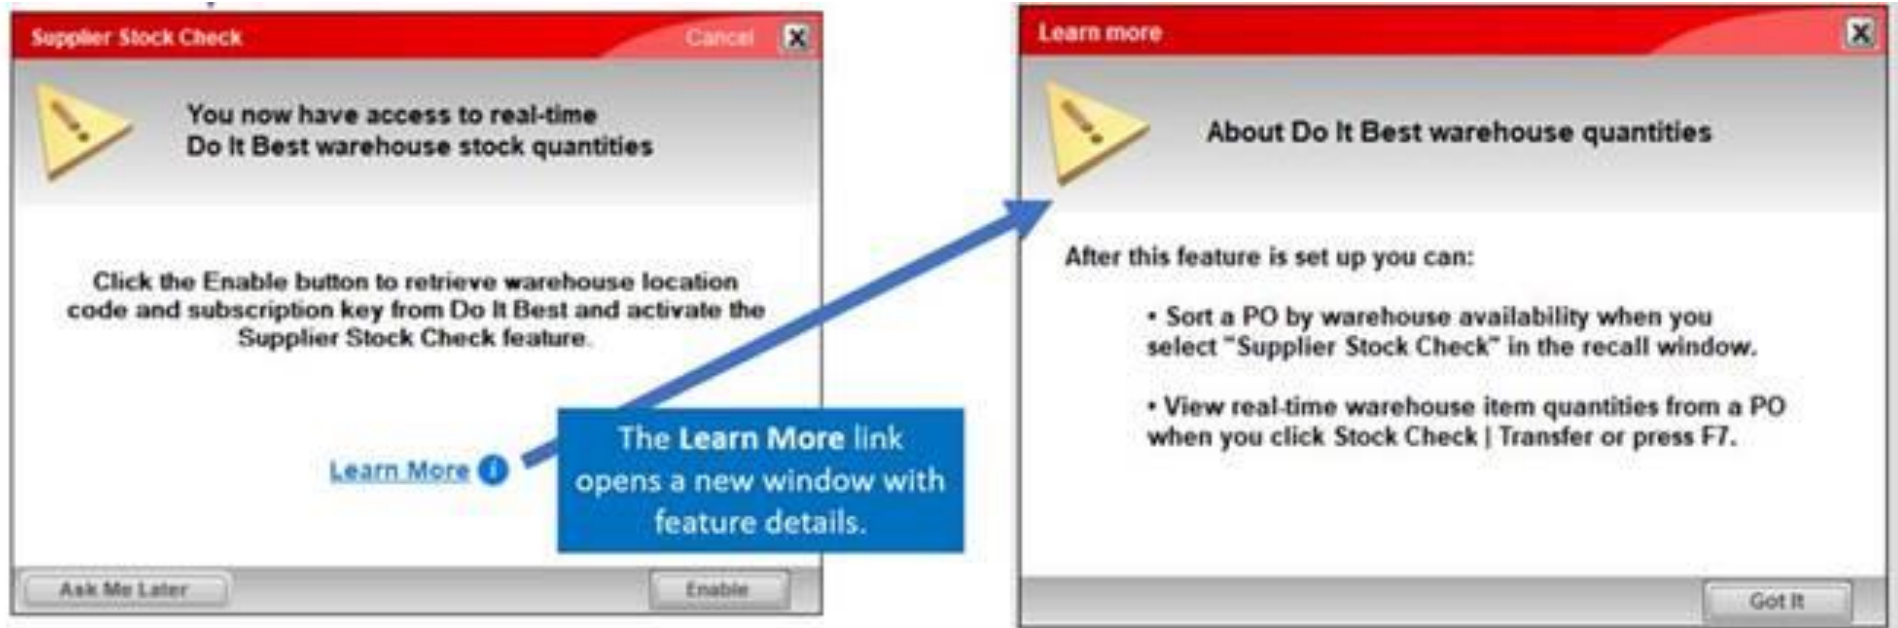 Supplier Stock Check
Cancel
X
You now have access to real-time
Do It Best warehouse stock quantities
Click the Enable button to retrieve warehouse location
code and subscription key from Do It Best and activate the
Supplier Stock Check feature.
Learn More i
Ask Me Later
Enable
The Learn More link
opens a new window with
feature details.
Learn more
X
About Do It Best warehouse quantities
After this feature is set up you can:
• Sort a PO by warehouse availability when you
select "Supplier Stock Check" in the recall window.
• View real-time warehouse item quantities from a PO
when you click Stock Check | Transfer or press F7.
Got It